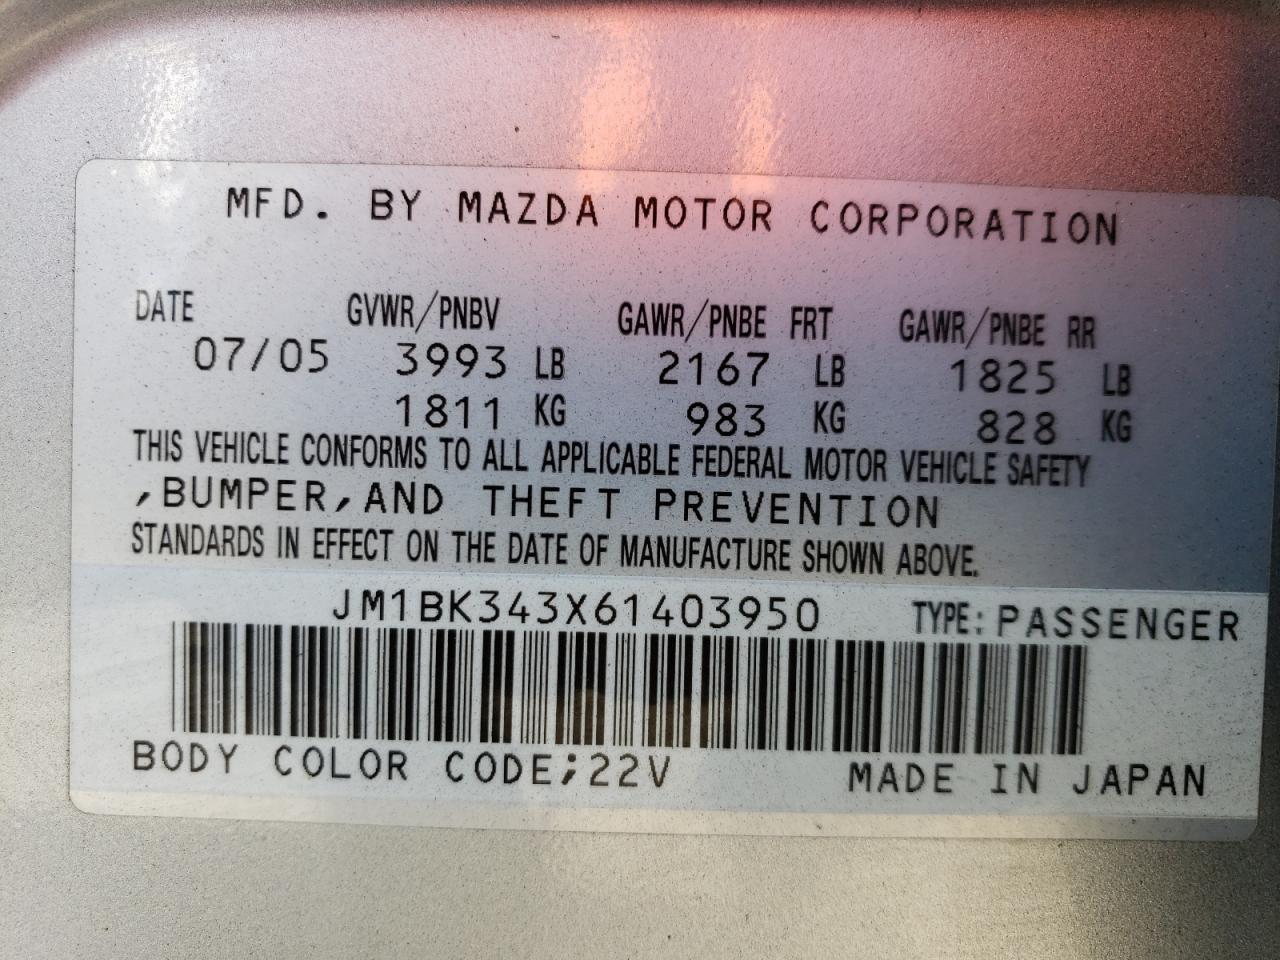 MFD. BY MAZDA MOTOR CORPORATION
DATE GVWR/PNBV GAWR/PNBE FRT GAWR/PNBE RR
07/05 3993 LB 2167 LB 1825 LB
1811 KG 983 KG 828 KG
THIS VEHICLE CONFORMS TO ALL APPLICABLE FEDERAL MOTOR VEHICLE SAFETY
,BUMPER,AND THEFT PREVENTION
STANDARDS IN EFFECT ON THE DATE OF MANUFACTURE SHOWN ABOVE.
JM1BK343X61403950 TYPE: PASSENGER
BODY COLOR CODE;22V MADE IN JAPAN